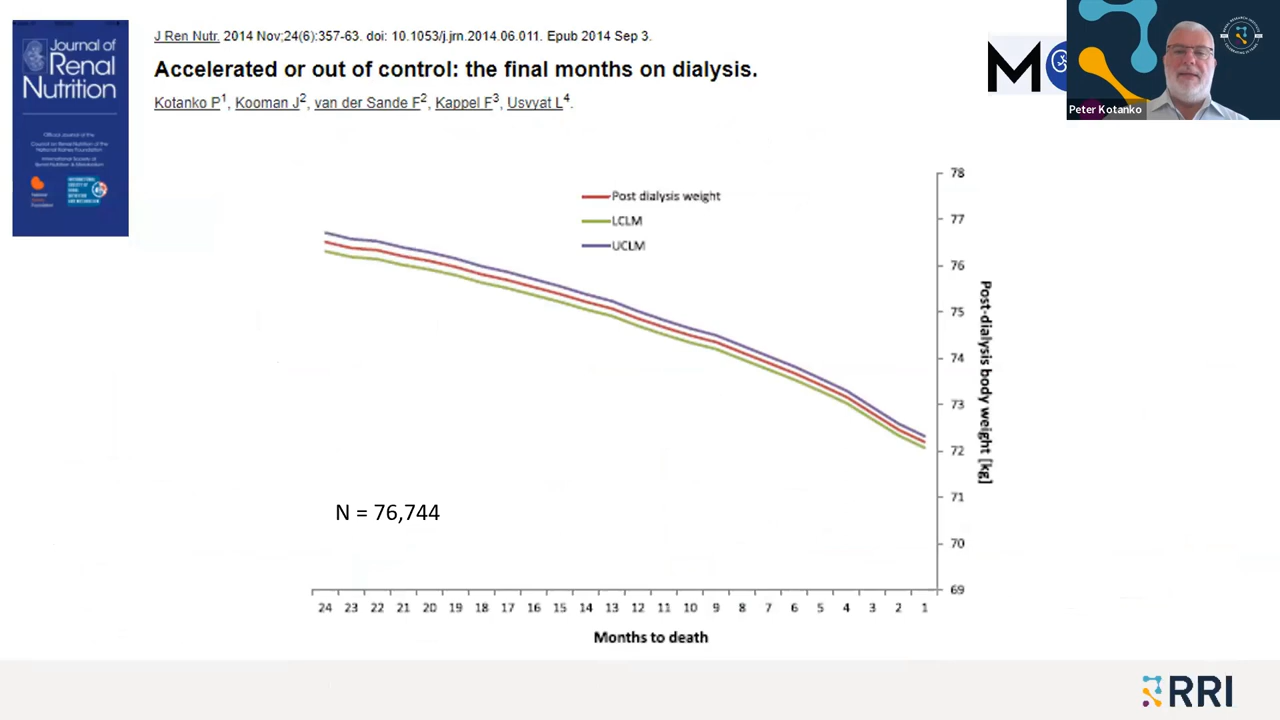 Journal of
Renal
Nutrition
J Ren Nutr. 2014 Nov;24(6):357-63. doi: 10.1053/j.jrn.2014.06.011. Epub 2014 Sep 3.
Accelerated or out of control: the final months on dialysis.
Kotanko P1, Kooman J2, van der Sande F2, Kappel F3, Usvyat L4.
M
Peter Kotanko
Post dialysis weight
LCLM
UCLM
78
77
76
75
74
73
72
71
70
69
Post-dialysis body weight [kg]
N = 76,744
24 23 22 21 20 19 18 17 16 15 14 13 12 11 10 9 8 7 6 5 4 3 2 1
Months to death
RRI